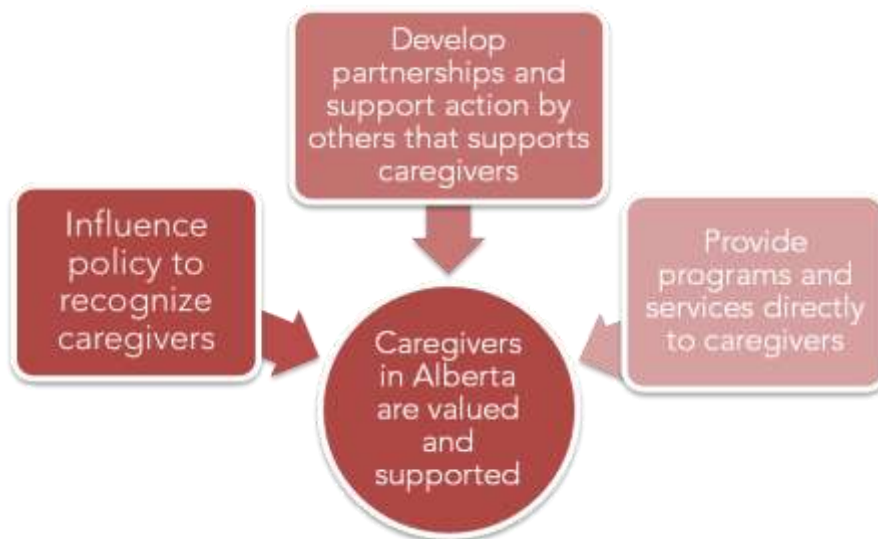 Develop
partnerships and
support action by
others that supports
caregivers
Influence
policy to
recognize
caregivers
Provide
programs and
services directly
to caregivers
Caregivers
in Alberta
are valued
and
supported